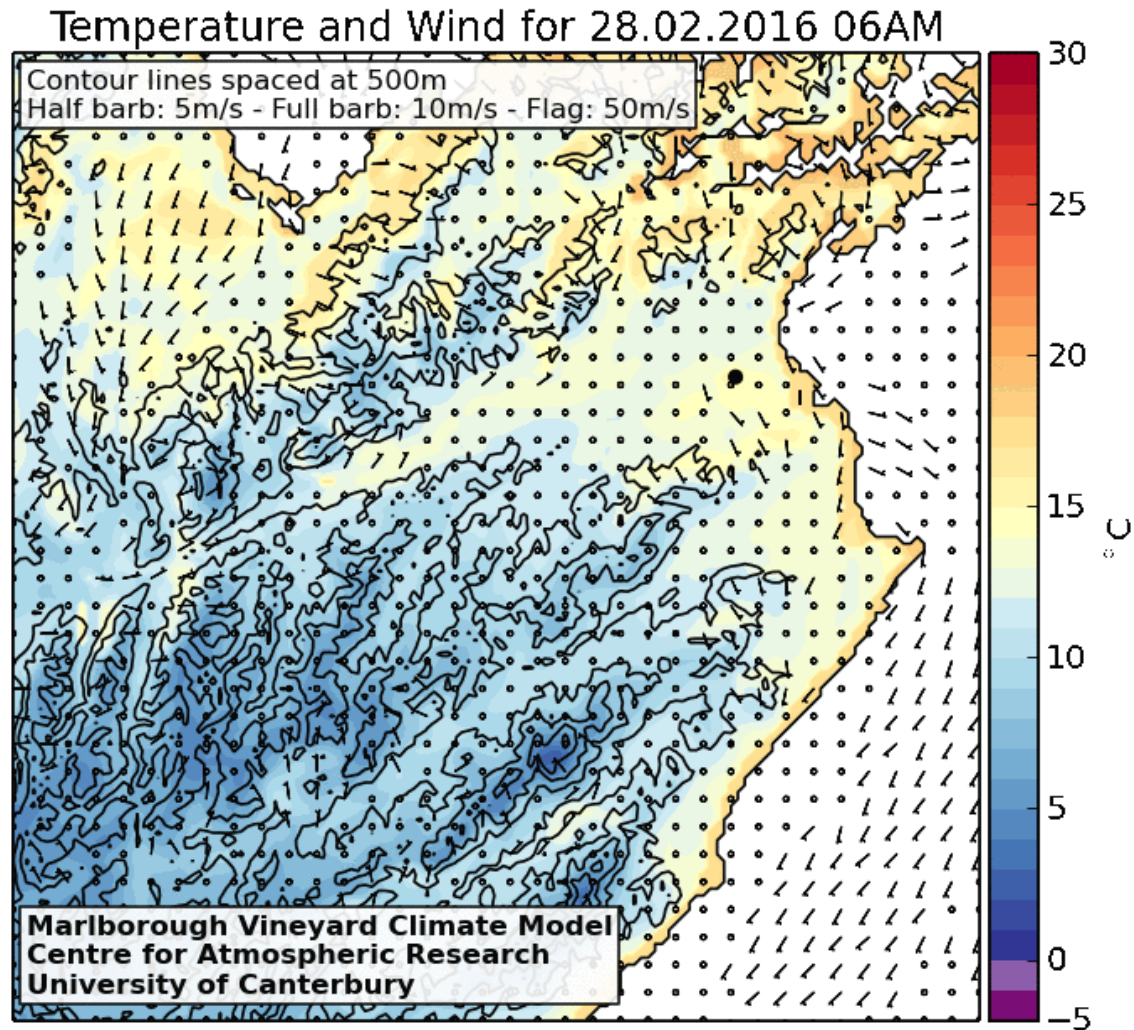 Temperature and Wind for 28.02.2016 06AM
Contour lines spaced at 500m
Half barb: 5m/s - Full barb: 10m/s - Flag: 50m/s
30
25
20
15
10
5
0
−5
°C
Marlborough Vineyard Climate Model
Centre for Atmospheric Research
University of Canterbury